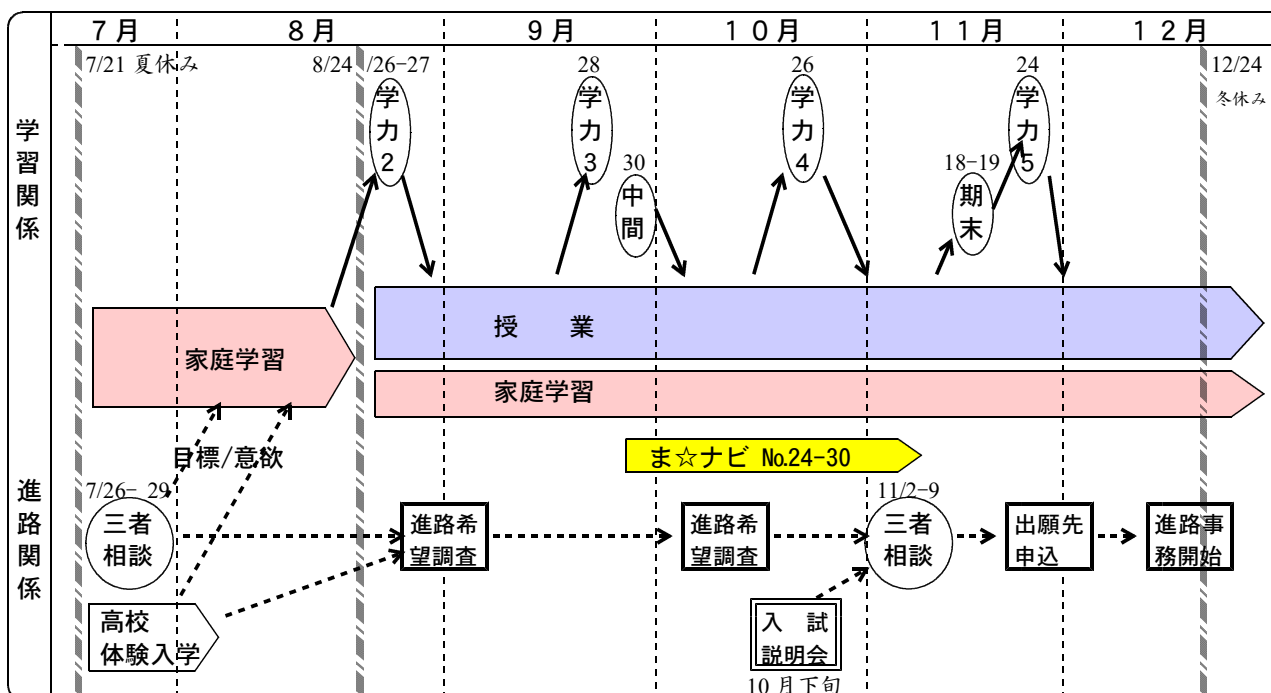 7月 8月 9月 10月 11月 12月
7/21 夏休み 8/24 /26-27 28 26 24 12/24
冬休み
学習関係
学力2
学力3
30
中間
学力4
18-19
期末
学力5
授 業
家庭学習
家庭学習
目標/意欲
ま☆ナビ No.24-30
進路関係
7/26- 29
三者
相談
進路希
望調査
進路希
望調査
11/2-9
三者
相談
出願先
申込
進路事
務開始
高校
体験入学
入 試
説明会
10月下旬